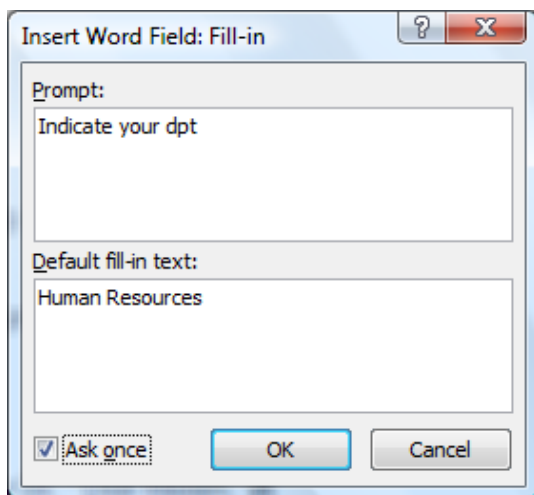 Insert Word Field: Fill-in
Prompt:
Indicate your dpt
Default fill-in text:
Human Resources
Ask once
OK
Cancel